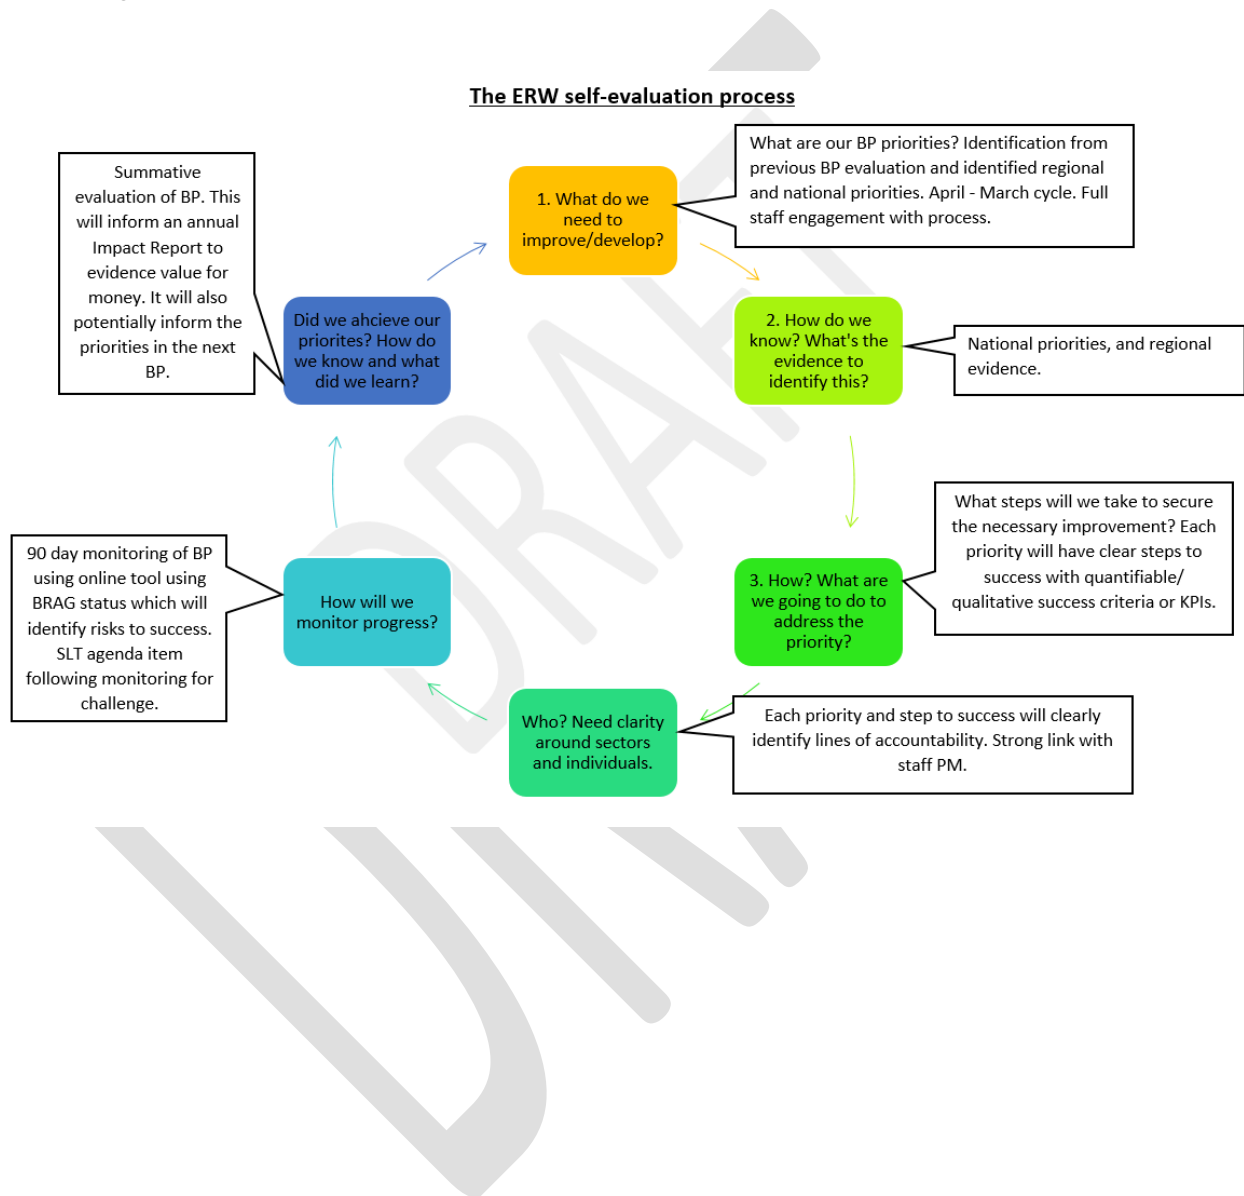 The ERW self-evaluation process
What are our BP priorities? Identification from
previous BP evaluation and identified regional
and national priorities. April - March cycle. Full
staff engagement with process.
1. What do we
need to
improve/develop?
Summative
evaluation of BP. This
will inform an annual
Impact Report to
evidence value for
money. It will also
potentially inform the
priorities in the next
BP.
Did we ahcieve our
priorites? How do
we know and what
did we learn?
2. How do we
know? What's the
evidence to
identify this?
National priorities, and regional
evidence.
What steps will we take to secure
the necessary improvement? Each
priority will have clear steps to
success with quantifiable/
qualitative success criteria or KPIs.
90 day monitoring of BP
using online tool using
BRAG status which will
identify risks to success.
SLT agenda item
following monitoring for
challenge.
How will we
monitor progress?
3. How? What are
we going to do to
address the
priority?
Who? Need clarity
around sectors
and individuals.
Each priority and step to success will clearly
identify lines of accountability. Strong link with
staff PM.
DRAFT